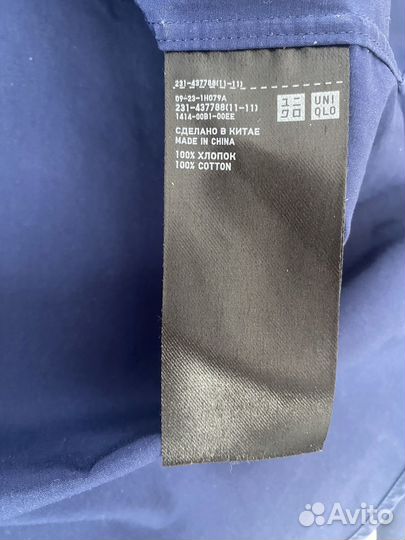 231-437788(11-11)
09-23-1H079A
231-437788(11-11)
1414-00B1-00EE
ユニ
クロ
UNI
QLO
СДЕЛАНО В КИТАЕ
MADE IN CHINA
100% ХЛОПОК
100% COTTON
Avito